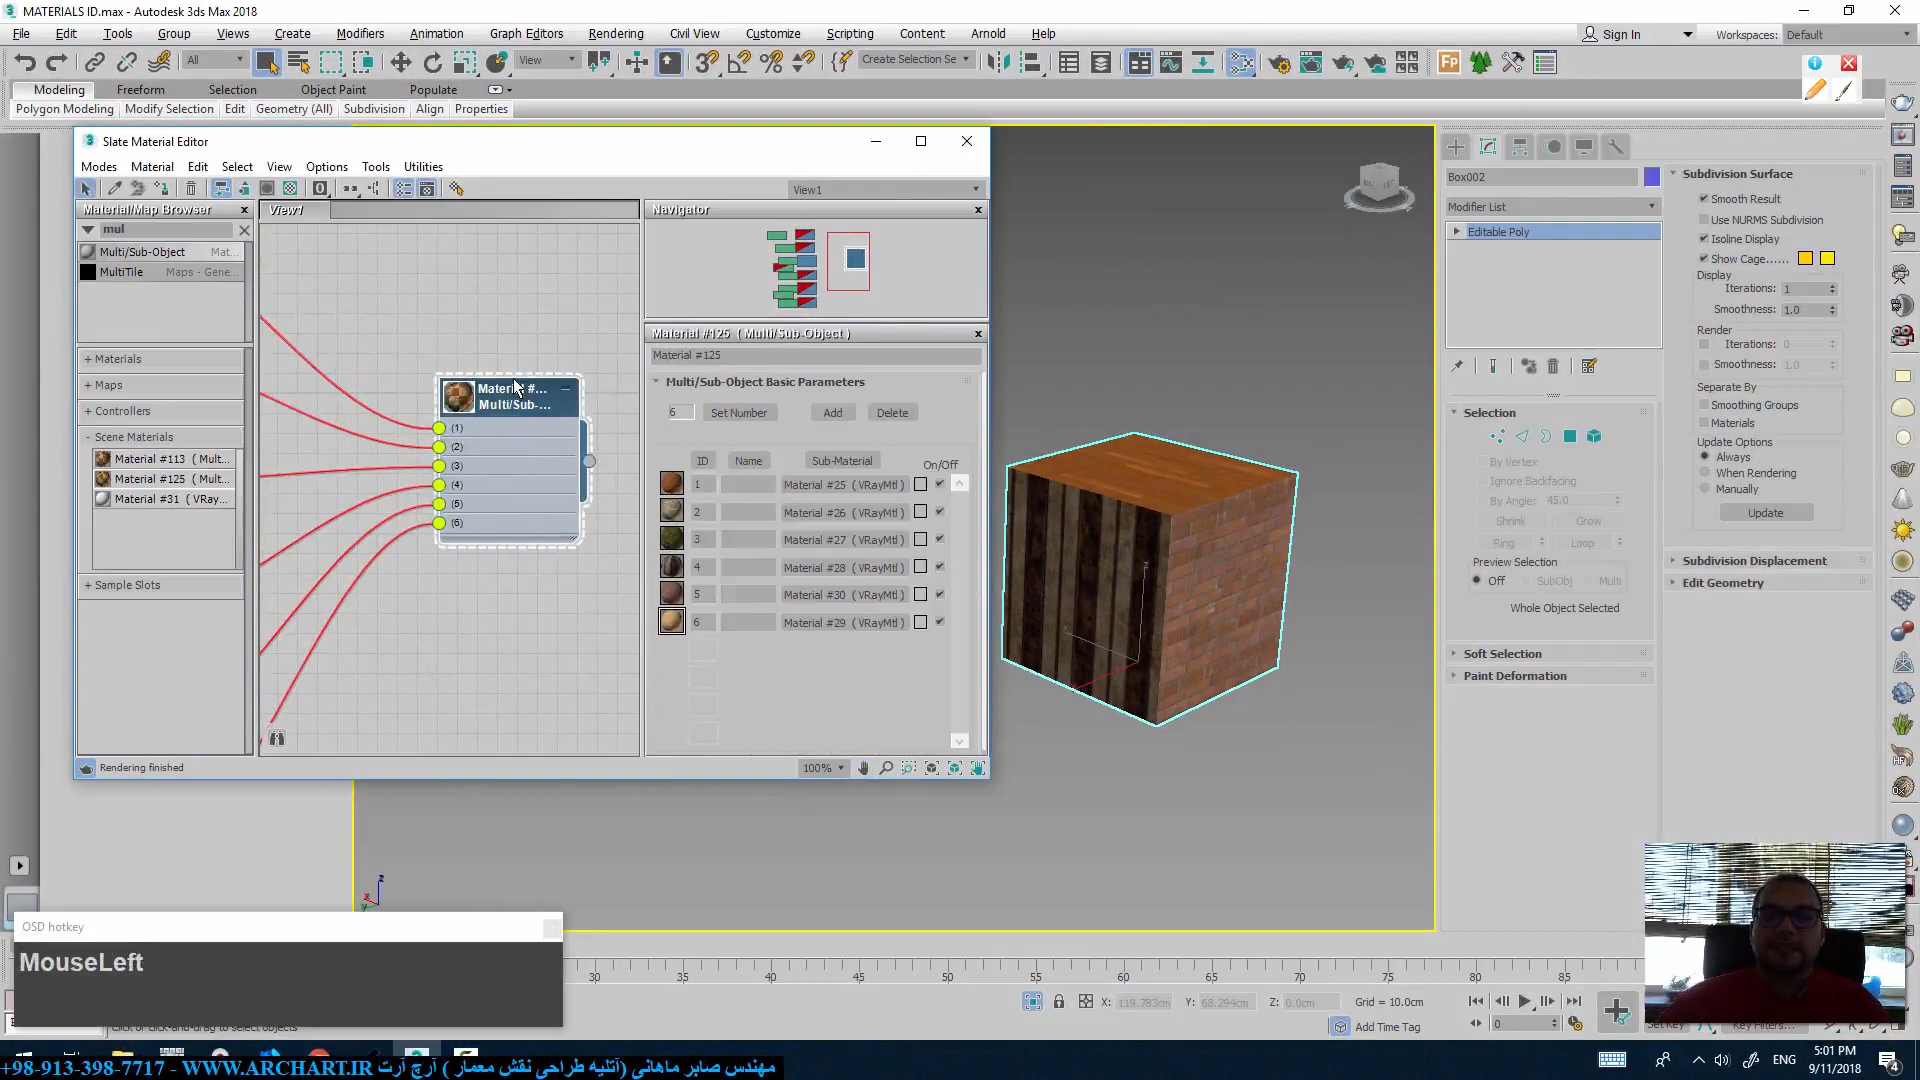 MATERIALS ID.max - Autodesk 3ds Max 2018
File Edit Tools Group Views Create Modifiers Animation Graph Editors Rendering Civil View Customize Scripting Content Arnold Help
Sign In Workspaces: Default
All View Create Selection Se
Modeling Freeform Selection Object Paint Populate
Polygon Modeling Modify Selection Edit Geometry (All) Subdivision Align Properties
Slate Material Editor
Modes Material Edit Select View Options Tools Utilities
View1
Material/Map Browser
mul
Multi/Sub-Object Mat...
MultiTile Maps - Gene...
+ Materials
+ Maps
+ Controllers
- Scene Materials
Material #113 ( Mult...
Material #125 ( Mult...
Material #31 ( VRay...
+ Sample Slots
View1
Multi/Sub-...
(1)
(2)
(3)
(4)
(5)
(6)
Navigator
Material #125 ( Multi/Sub-Object )
Material #125
Multi/Sub-Object Basic Parameters
6 Set Number Add Delete
ID Name Sub-Material On/Off
1 Material #25 ( VRayMtl )
2 Material #26 ( VRayMtl )
3 Material #27 ( VRayMtl )
4 Material #28 ( VRayMtl )
5 Material #30 ( VRayMtl )
6 Material #29 ( VRayMtl )
Rendering finished
100%
Box002
Modifier List
Editable Poly
Selection
By Vertex
Ignore Backfacing
By Angle: 45.0
Shrink Grow
Ring Loop
Preview Selection
Off SubObj Multi
Whole Object Selected
Soft Selection
Paint Deformation
Subdivision Surface
Smooth Result
Use NURMS Subdivision
Isoline Display
Show Cage......
Display
Iterations: 1
Smoothness: 1.0
Render
Iterations: 0
Smoothness: 1.0
Separate By
Smoothing Groups
Materials
Update Options
Always
When Rendering
Manually
Update
Subdivision Displacement
Edit Geometry
OSD hotkey
MouseLeft
30 35 40 45 50 55 60 65 70 75 80 85
X: 119.783cm Y: 68.294cm Z: 0.0cm Grid = 10.0cm
Add Time Tag
0
Click or click-and-drag to select objects
Set Key Key Filters...
ENG
5:01 PM
9/11/2018
4
+98-913-398-7717 - WWW.ARCHART.IR مهندس صابر ماهانی (آتلیه طراحی نقش معمار ) آرچ آرت